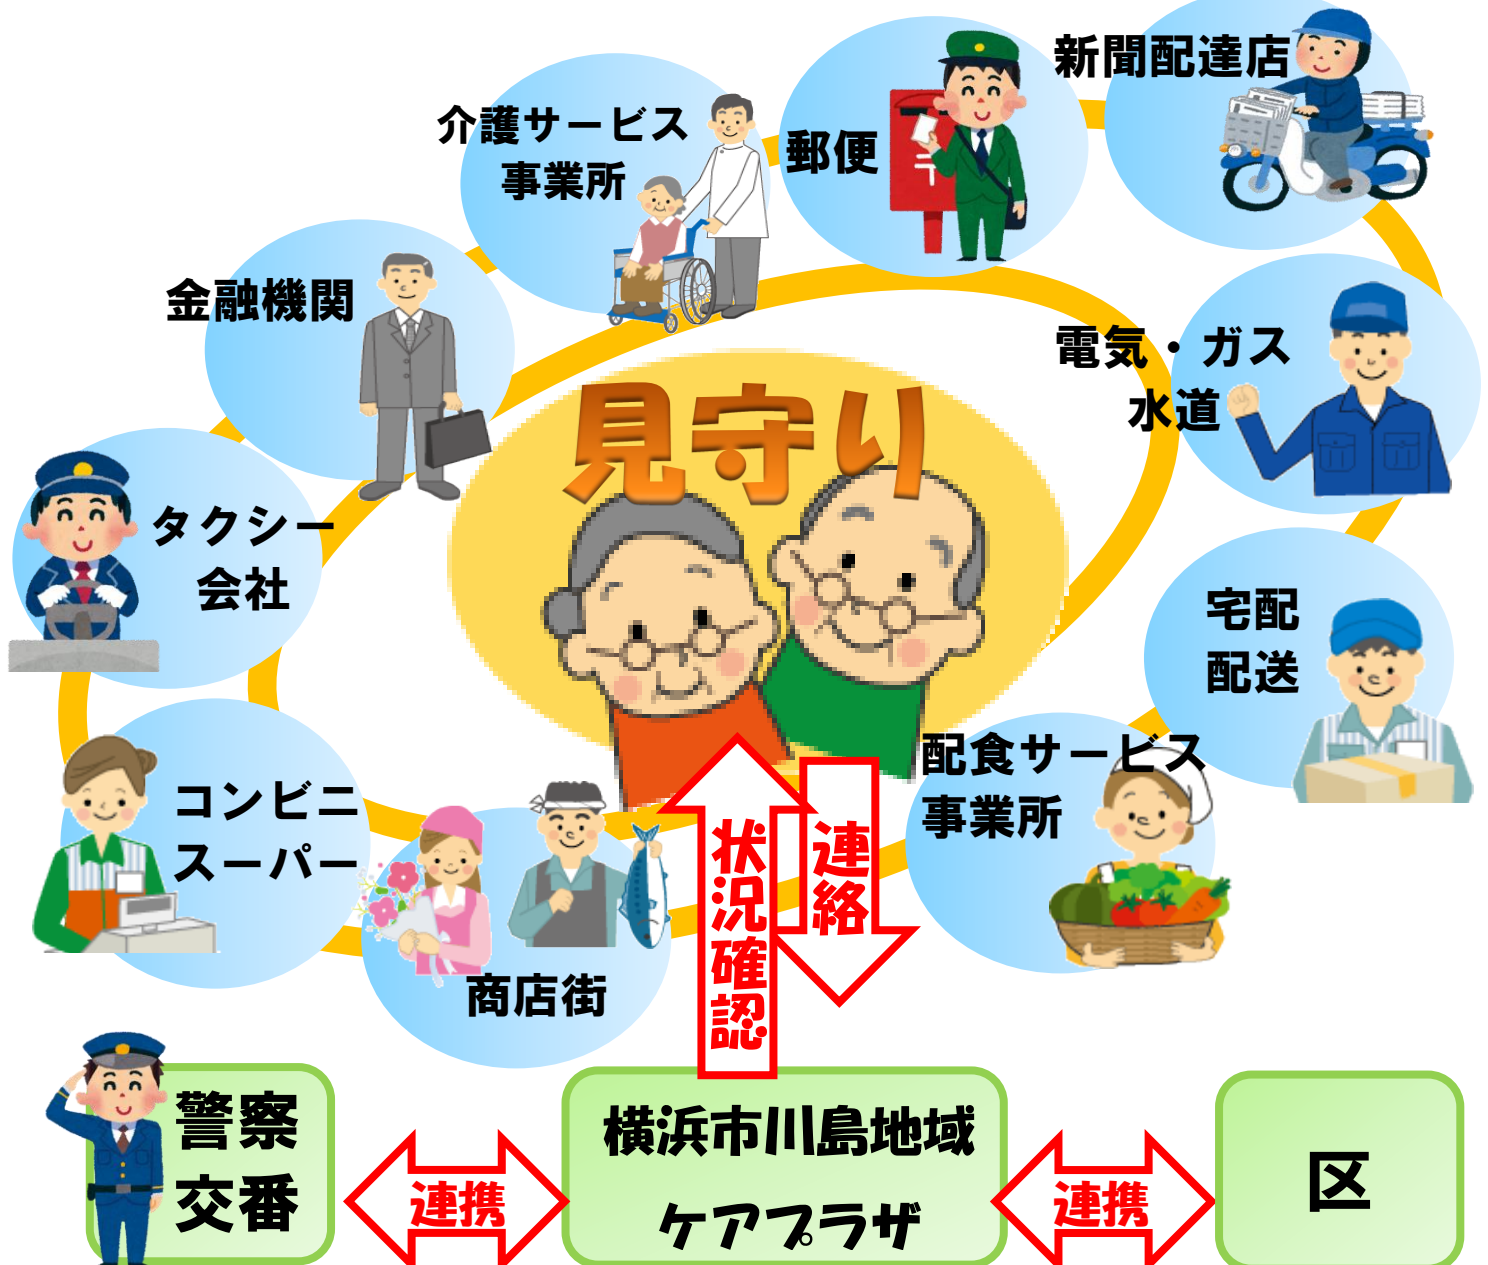 新聞配達店
郵便
介護サービス
事業所
金融機関
電気・ガス
水道
見守り
タクシー
会社
宅配
配送
配食サービス
事業所
コンビニ
スーパー
商店街
状況確認
連絡
警察
交番
連携
横浜市川島地域
ケアプラザ
連携
区